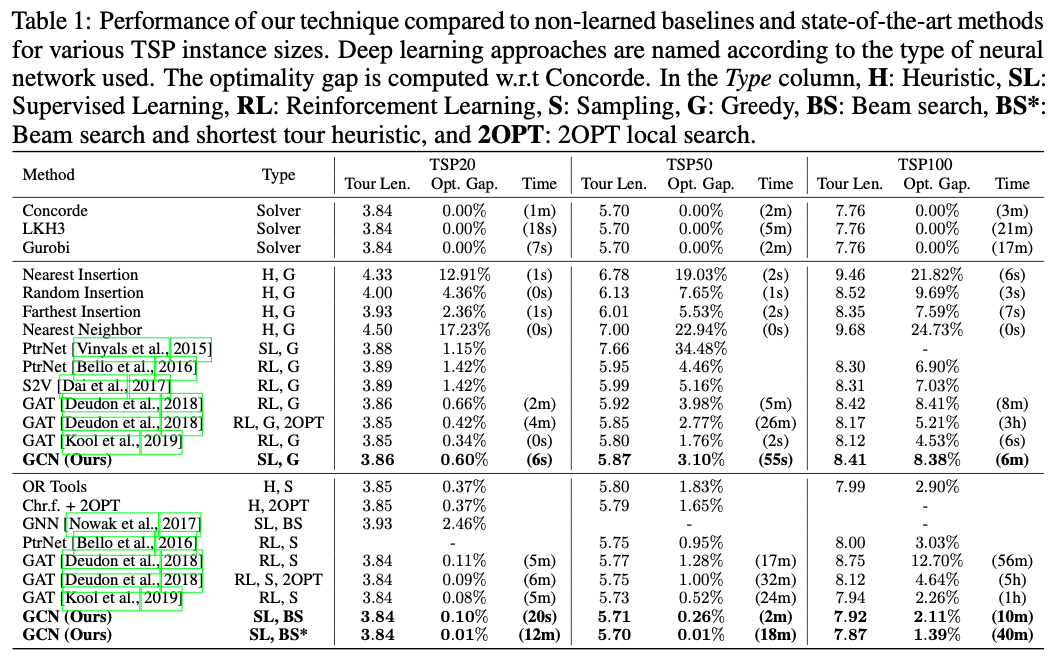 Table 1: Performance of our technique compared to non-learned baselines and state-of-the-art methods
for various TSP instance sizes. Deep learning approaches are named according to the type of neural
network used. The optimality gap is computed w.r.t Concorde. In the Type column, H: Heuristic, SL:
Supervised Learning, RL: Reinforcement Learning, S: Sampling, G: Greedy, BS: Beam search, BS*:
Beam search and shortest tour heuristic, and 2OPT: 2OPT local search.
Method Type TSP20 TSP50 TSP100
Tour Len. Opt. Gap. Time Tour Len. Opt. Gap. Time Tour Len. Opt. Gap. Time
Concorde Solver 3.84 0.00% (1m) 5.70 0.00% (2m) 7.76 0.00% (3m)
LKH3 Solver 3.84 0.00% (18s) 5.70 0.00% (5m) 7.76 0.00% (21m)
Gurobi Solver 3.84 0.00% (7s) 5.70 0.00% (2m) 7.76 0.00% (17m)
Nearest Insertion H, G 4.33 12.91% (1s) 6.78 19.03% (2s) 9.46 21.82% (6s)
Random Insertion H, G 4.00 4.36% (0s) 6.13 7.65% (1s) 8.52 9.69% (3s)
Farthest Insertion H, G 3.93 2.36% (1s) 6.01 5.53% (2s) 8.35 7.59% (7s)
Nearest Neighbor H, G 4.50 17.23% (0s) 7.00 22.94% (0s) 9.68 24.73% (0s)
PtrNet [Vinyals et al., 2015] SL, G 3.88 1.15% 7.66 34.48% -
PtrNet [Bello et al., 2016] RL, G 3.89 1.42% 5.95 4.46% 8.30 6.90%
S2V [Dai et al., 2017] RL, G 3.89 1.42% 5.99 5.16% 8.31 7.03%
GAT [Deudon et al., 2018] RL, G 3.86 0.66% (2m) 5.92 3.98% (5m) 8.42 8.41% (8m)
GAT [Deudon et al., 2018] RL, G, 2OPT 3.85 0.42% (4m) 5.85 2.77% (26m) 8.17 5.21% (3h)
GAT [Kool et al., 2019] RL, G 3.85 0.34% (0s) 5.80 1.76% (2s) 8.12 4.53% (6s)
GCN (Ours) SL, G 3.86 0.60% (6s) 5.87 3.10% (55s) 8.41 8.38% (6m)
OR Tools H, S 3.85 0.37% 5.80 1.83% 7.99 2.90%
Chr.f. + 2OPT H, 2OPT 3.85 0.37% 5.79 1.65% -
GNN [Nowak et al., 2017] SL, BS 3.93 2.46% - -
PtrNet [Bello et al., 2016] RL, S - 5.75 0.95% 8.00 3.03%
GAT [Deudon et al., 2018] RL, S 3.84 0.11% (5m) 5.77 1.28% (17m) 8.75 12.70% (56m)
GAT [Deudon et al., 2018] RL, S, 2OPT 3.84 0.09% (6m) 5.75 1.00% (32m) 8.12 4.64% (5h)
GAT [Kool et al., 2019] RL, S 3.84 0.08% (5m) 5.73 0.52% (24m) 7.94 2.26% (1h)
GCN (Ours) SL, BS 3.84 0.10% (20s) 5.71 0.26% (2m) 7.92 2.11% (10m)
GCN (Ours) SL, BS* 3.84 0.01% (12m) 5.70 0.01% (18m) 7.87 1.39% (40m)